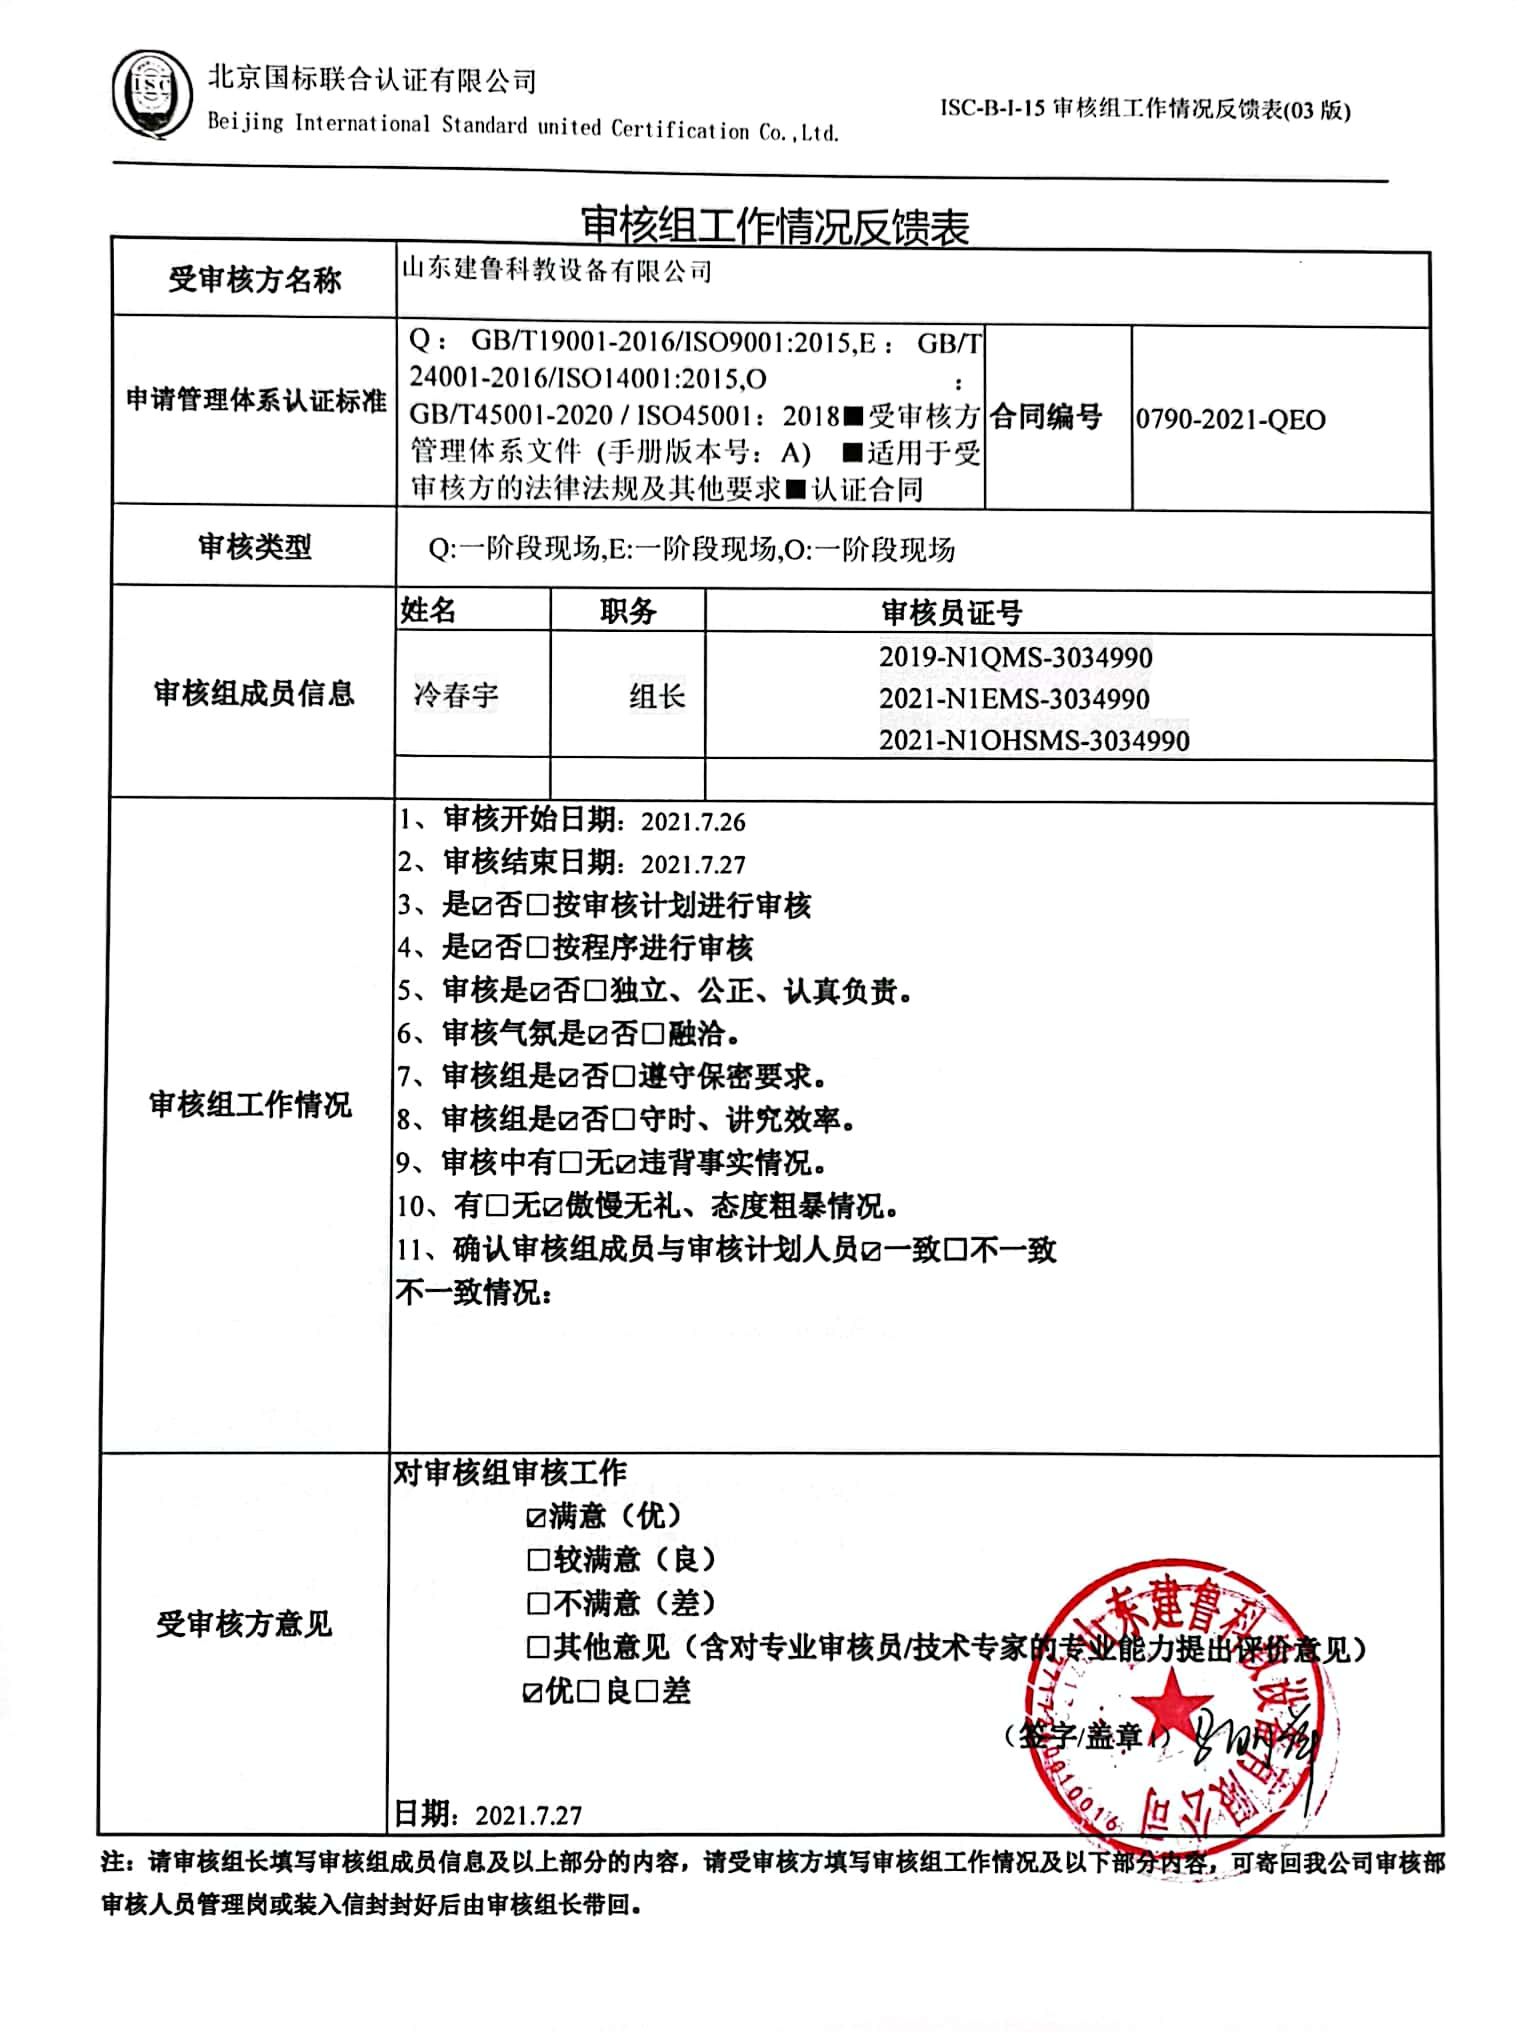 ISC
北京国标联合认证有限公司
Beijing International Standard united Certification Co.,Ltd.
ISC-B-I-15 审核组工作情况反馈表(03 版)
审核组工作情况反馈表
受审核方名称
山东建鲁科教设备有限公司
申请管理体系认证标准
Q： GB/T19001-2016/ISO9001:2015,E： GB/T
24001-2016/ISO14001:2015,O ：
GB/T45001-2020 / ISO45001：2018■受审核方
管理体系文件（手册版本号：A） ■适用于受
审核方的法律法规及其他要求■认证合同
合同编号
0790-2021-QEO
审核类型
Q:一阶段现场,E:一阶段现场,O:一阶段现场
审核组成员信息
姓名 职务 审核员证号
冷春宇 组长
2019-N1QMS-3034990
2021-N1EMS-3034990
2021-N1OHSMS-3034990
审核组工作情况
1、审核开始日期：2021.7.26
2、审核结束日期：2021.7.27
3、是☑否□按审核计划进行审核
4、是☑否□按程序进行审核
5、审核是☑否□独立、公正、认真负责。
6、审核气氛是☑否□融洽。
7、审核组是☑否□遵守保密要求。
8、审核组是☑否□守时、讲究效率。
9、审核中有□无☑违背事实情况。
10、有□无☑傲慢无礼、态度粗暴情况。
11、确认审核组成员与审核计划人员☑一致□不一致
不一致情况：
受审核方意见
对审核组审核工作
☑满意（优）
□较满意（良）
□不满意（差）
□其他意见（含对专业审核员/技术专家的专业能力提出评价意见）
☑优□良□差
（签字/盖章）
山东建鲁科教设备有限公司
日期：2021.7.27
注：请审核组长填写审核组成员信息及以上部分的内容，请受审核方填写审核组工作情况及以下部分内容，可寄回我公司审核部
审核人员管理岗或装入信封封好后由审核组长带回。